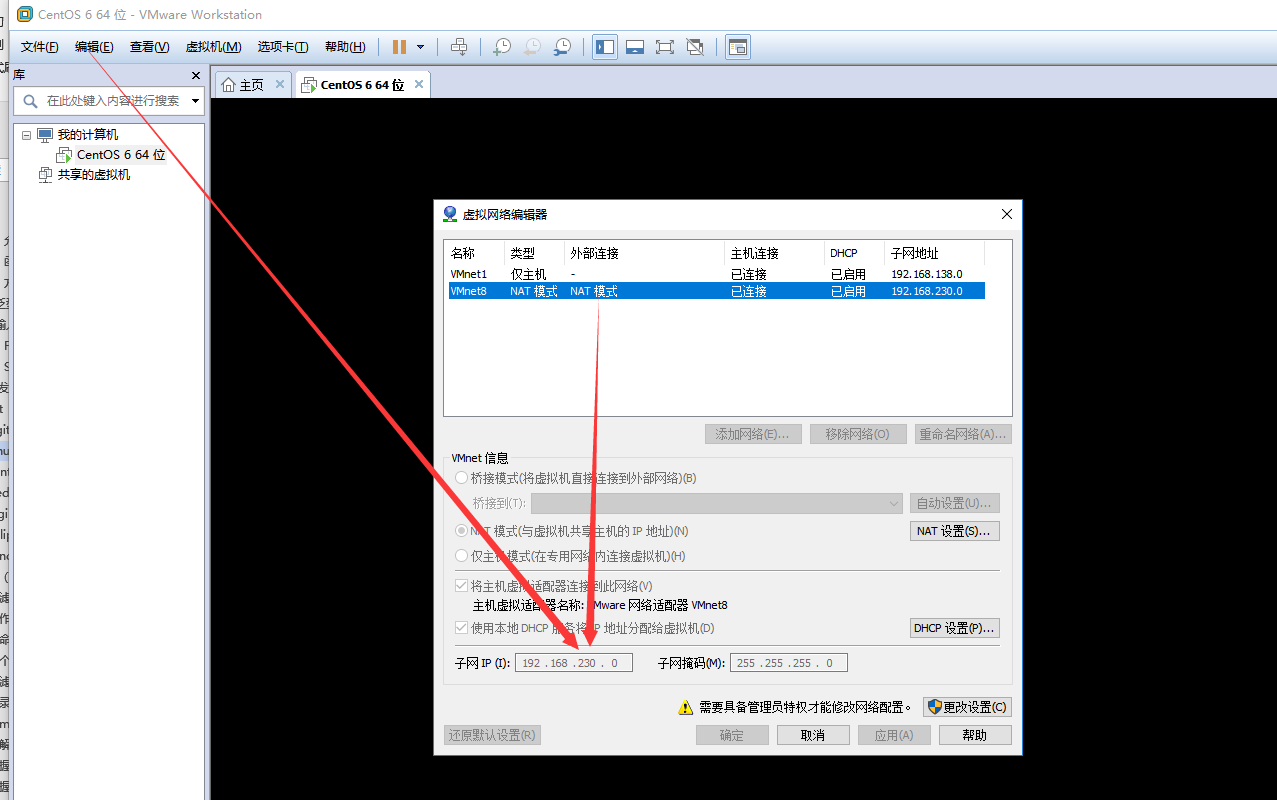 CentOS 6 64 位 - VMware Workstation
文件(F) 编辑(E) 查看(V) 虚拟机(M) 选项卡(T) 帮助(H)
库
主页
CentOS 6 64 位
在此处键入内容进行搜索
我的计算机
CentOS 6 64 位
共享的虚拟机
虚拟网络编辑器
名称 类型 外部连接 主机连接 DHCP 子网地址
VMnet1 仅主机 - 已连接 已启用 192.168.138.0
VMnet8 NAT 模式 NAT 模式 已连接 已启用 192.168.230.0
添加网络(E)... 移除网络(O) 重命名网络(A)...
VMnet 信息
桥接模式(将虚拟机直接连接到外部网络)(B)
桥接到(T): 自动设置(U)...
NAT 模式(与虚拟机共享主机的 IP 地址)(N) NAT 设置(S)...
仅主机模式(在专用网络内连接虚拟机)(H)
将主机虚拟适配器连接到此网络(V)
主机虚拟适配器名称: VMware 网络适配器 VMnet8
使用本地 DHCP 服务将 IP 地址分配给虚拟机(D) DHCP 设置(P)...
子网 IP (I): 192 .168 .230 . 0 子网掩码(M): 255 .255 .255 . 0
需要具备管理员特权才能修改网络配置。 更改设置(C)
还原默认设置(R) 确定 取消 应用(A) 帮助